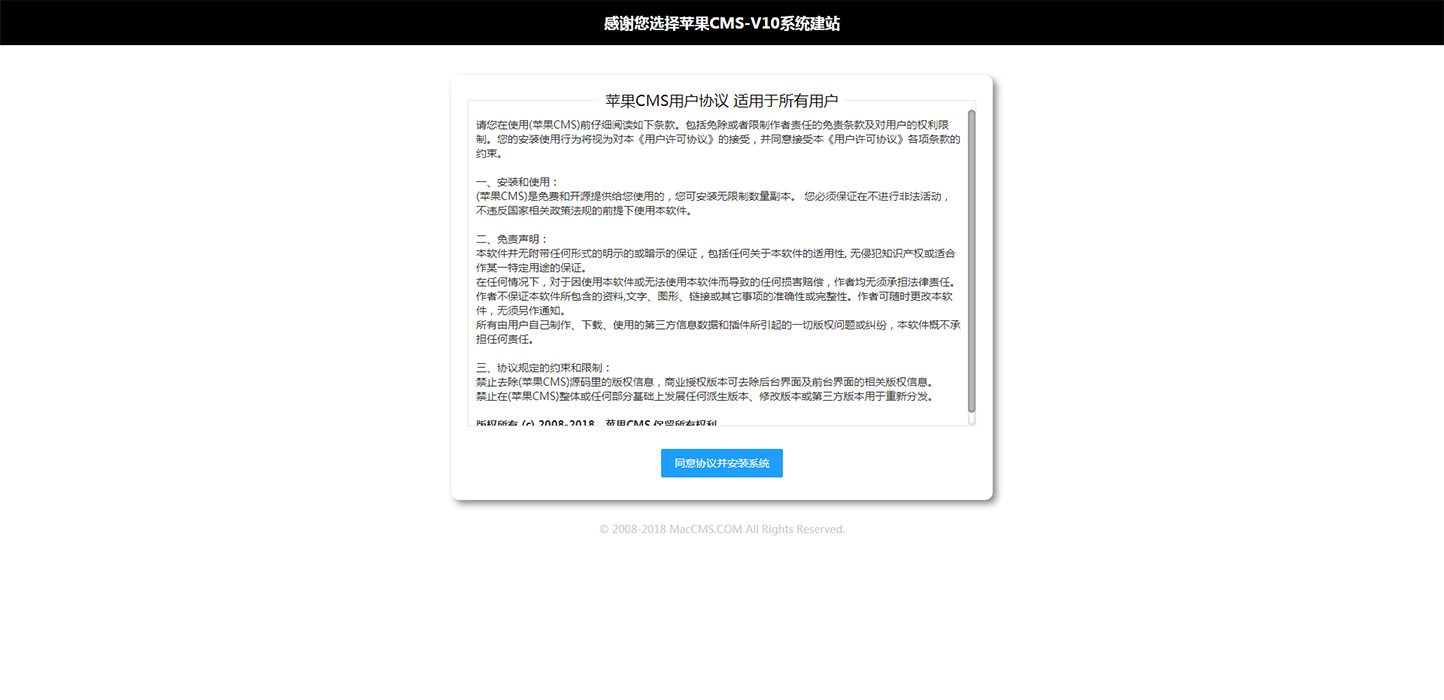 感谢您选择苹果CMS-V10系统建站
苹果CMS用户协议 适用于所有用户
请您在使用(苹果CMS)前仔细阅读如下条款。包括免除或者限制作者责任的免责条款及对用户的权利限
制。您的安装使用行为将视为对本《用户许可协议》的接受，并同意接受本《用户许可协议》各项条款的
约束。
一、安装和使用：
(苹果CMS)是免费和开源提供给您使用的，您可安装无限制数量副本。 您必须保证在不进行非法活动，
不违反国家相关政策法规的前提下使用本软件。
二、免责声明：
本软件并无附带任何形式的明示的或暗示的保证，包括任何关于本软件的适用性, 无侵犯知识产权或适合
作某一特定用途的保证。
在任何情况下，对于因使用本软件或无法使用本软件而导致的任何损害赔偿，作者均无须承担法律责任。
作者不保证本软件所包含的资料,文字、图形、链接或其它事项的准确性或完整性。作者可随时更改本软
件，无须另作通知。
所有由用户自己制作、下载、使用的第三方信息数据和插件所引起的一切版权问题或纠纷，本软件概不承
担任何责任。
三、协议规定的约束和限制：
禁止去除(苹果CMS)源码里的版权信息，商业授权版本可去除后台界面及前台界面的相关版权信息。
禁止在(苹果CMS)整体或任何部分基础上发展任何派生版本、修改版本或第三方版本用于重新分发。
版权所有 (c) 2008-2018，苹果CMS 保留所有权利
同意协议并安装系统
© 2008-2018 MacCMS.COM All Rights Reserved.